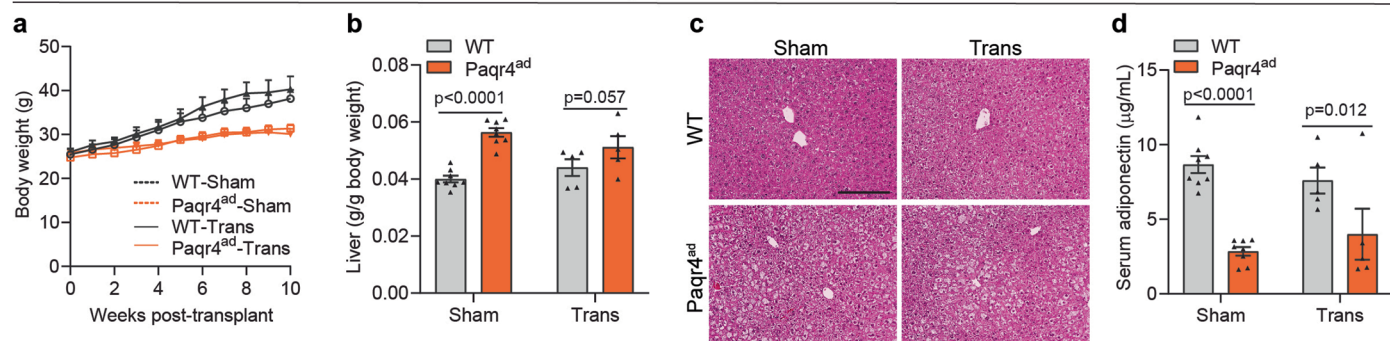 a
50
40
30
20
10
0
Body weight (g)
WT-Sham
Paqr4ad-Sham
WT-Trans
Paqr4ad-Trans
0 2 4 6 8 10
Weeks post-transplant
b
WT
Paqr4ad
0.08
0.06
0.04
0.02
0.00
Liver (g/g body weight)
p<0.0001
p=0.057
Sham Trans
c
Sham Trans
WT
Paqr4ad
d
WT
Paqr4ad
15
10
5
0
Serum adiponectin (µg/mL)
p<0.0001
p=0.012
Sham Trans